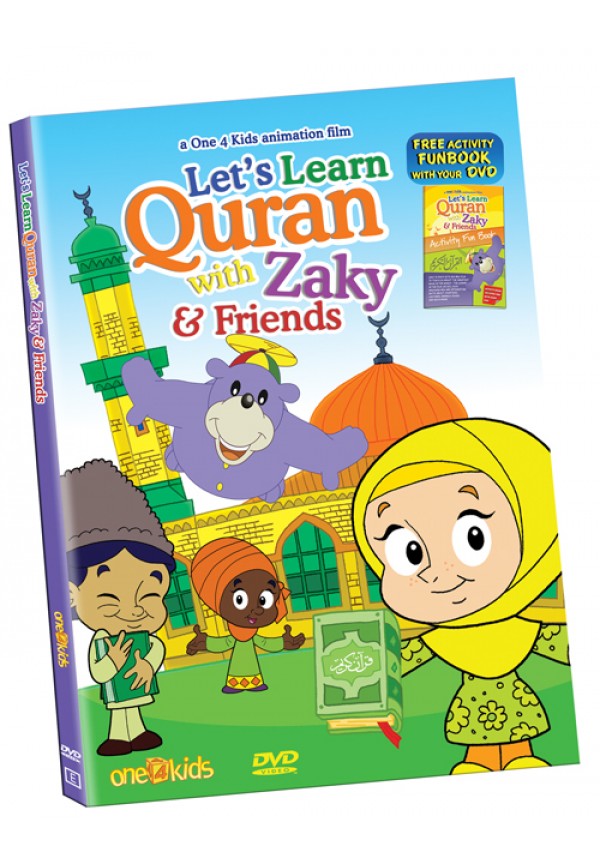 a One 4 Kids animation film
Let's Learn
Quran
with Zaky
& Friends
FREE ACTIVITY
FUNBOOK
WITH YOUR DVD
Let's Learn
Quran
with Zaky
& Friends
Activity Fun Book
قرآن كريم
one4kids
DVD
VIDEO
Let's Learn Quran with Zaky & Friends
one4kids
DVD
E